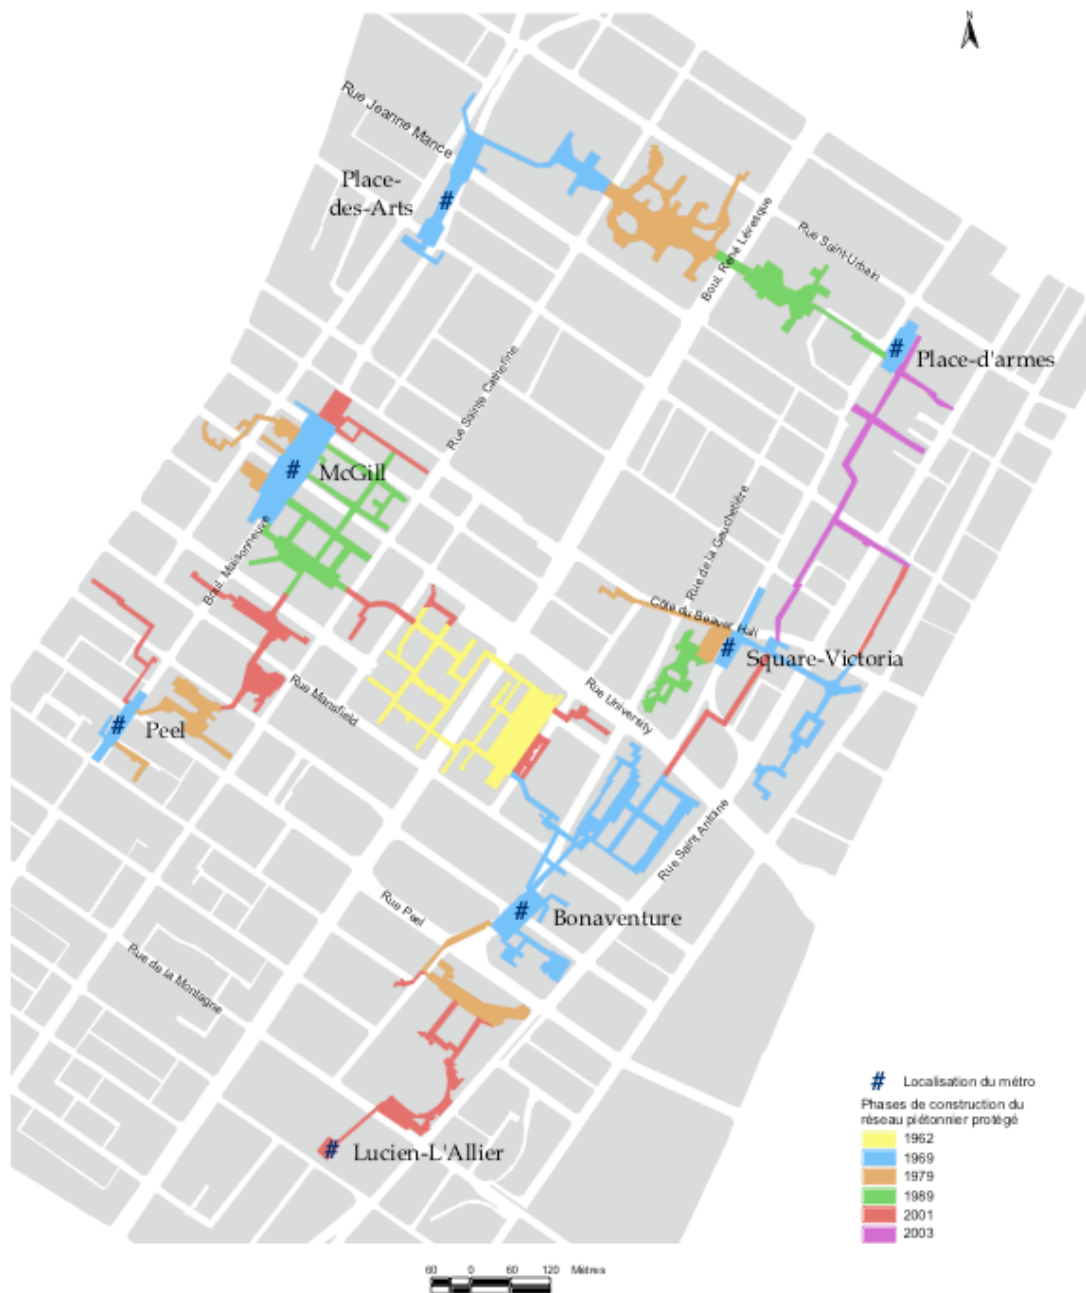 N
Rue Jeanne Mance
Place-
des-Arts
#
Boul. René Lévesque
Rue Saint-Urbain
#
Place-d'armes
Rue Sainte Catherine
#
McGill
Boul. Maisonneuve
Rue de la Gauchetière
Côte du Beaver Hall
#
Square-Victoria
Rue University
Rue Mansfield
#
Peel
Rue Saint Antoine
Rue Peel
#
Bonaventure
Rue de la Montagne
#
Lucien-L'Allier
# Localisation du métro
Phases de construction du
réseau piétonnier protégé
1962
1969
1979
1989
2001
2003
60 0 60 120 Mètres